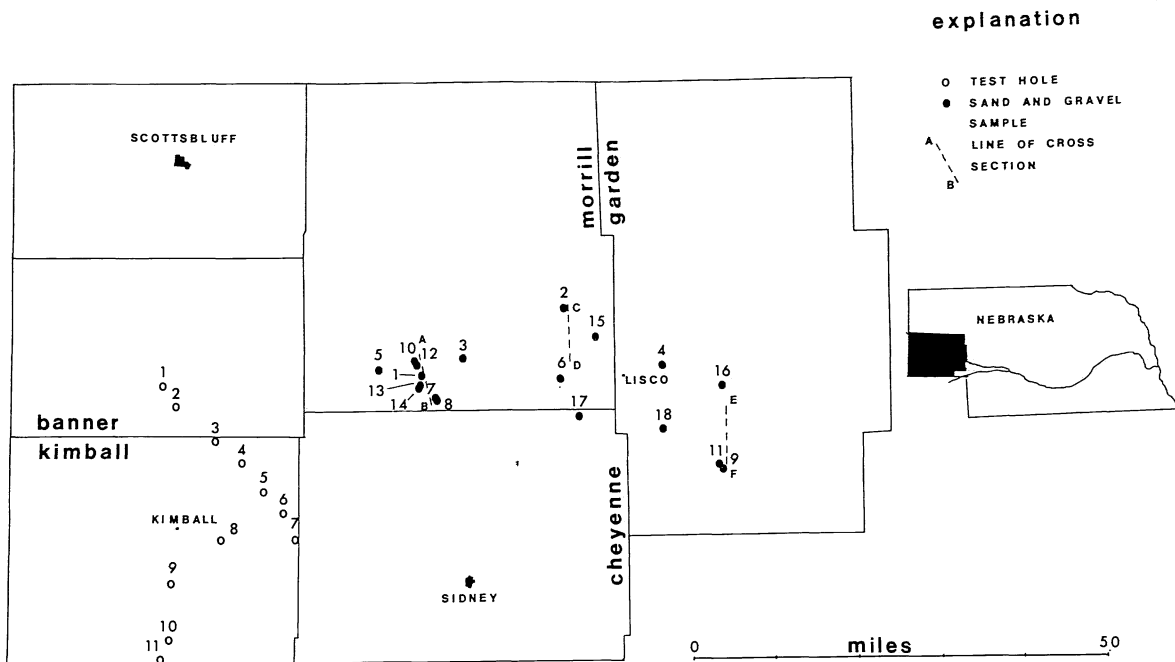 explanation
TEST HOLE
SAND AND GRAVEL
SAMPLE
A
LINE OF CROSS
SECTION
B
SCOTTSBLUFF
morrill
garden
NEBRASKA
2
C
15
A
10
12
3
5
6
D
4
LISCO
16
1
13
7
14
B
8
E
17
18
11
9
F
1
2
banner
3
kimball
4
5
6
7
KIMBALL
8
9
10
11
cheyenne
SIDNEY
0
miles
50